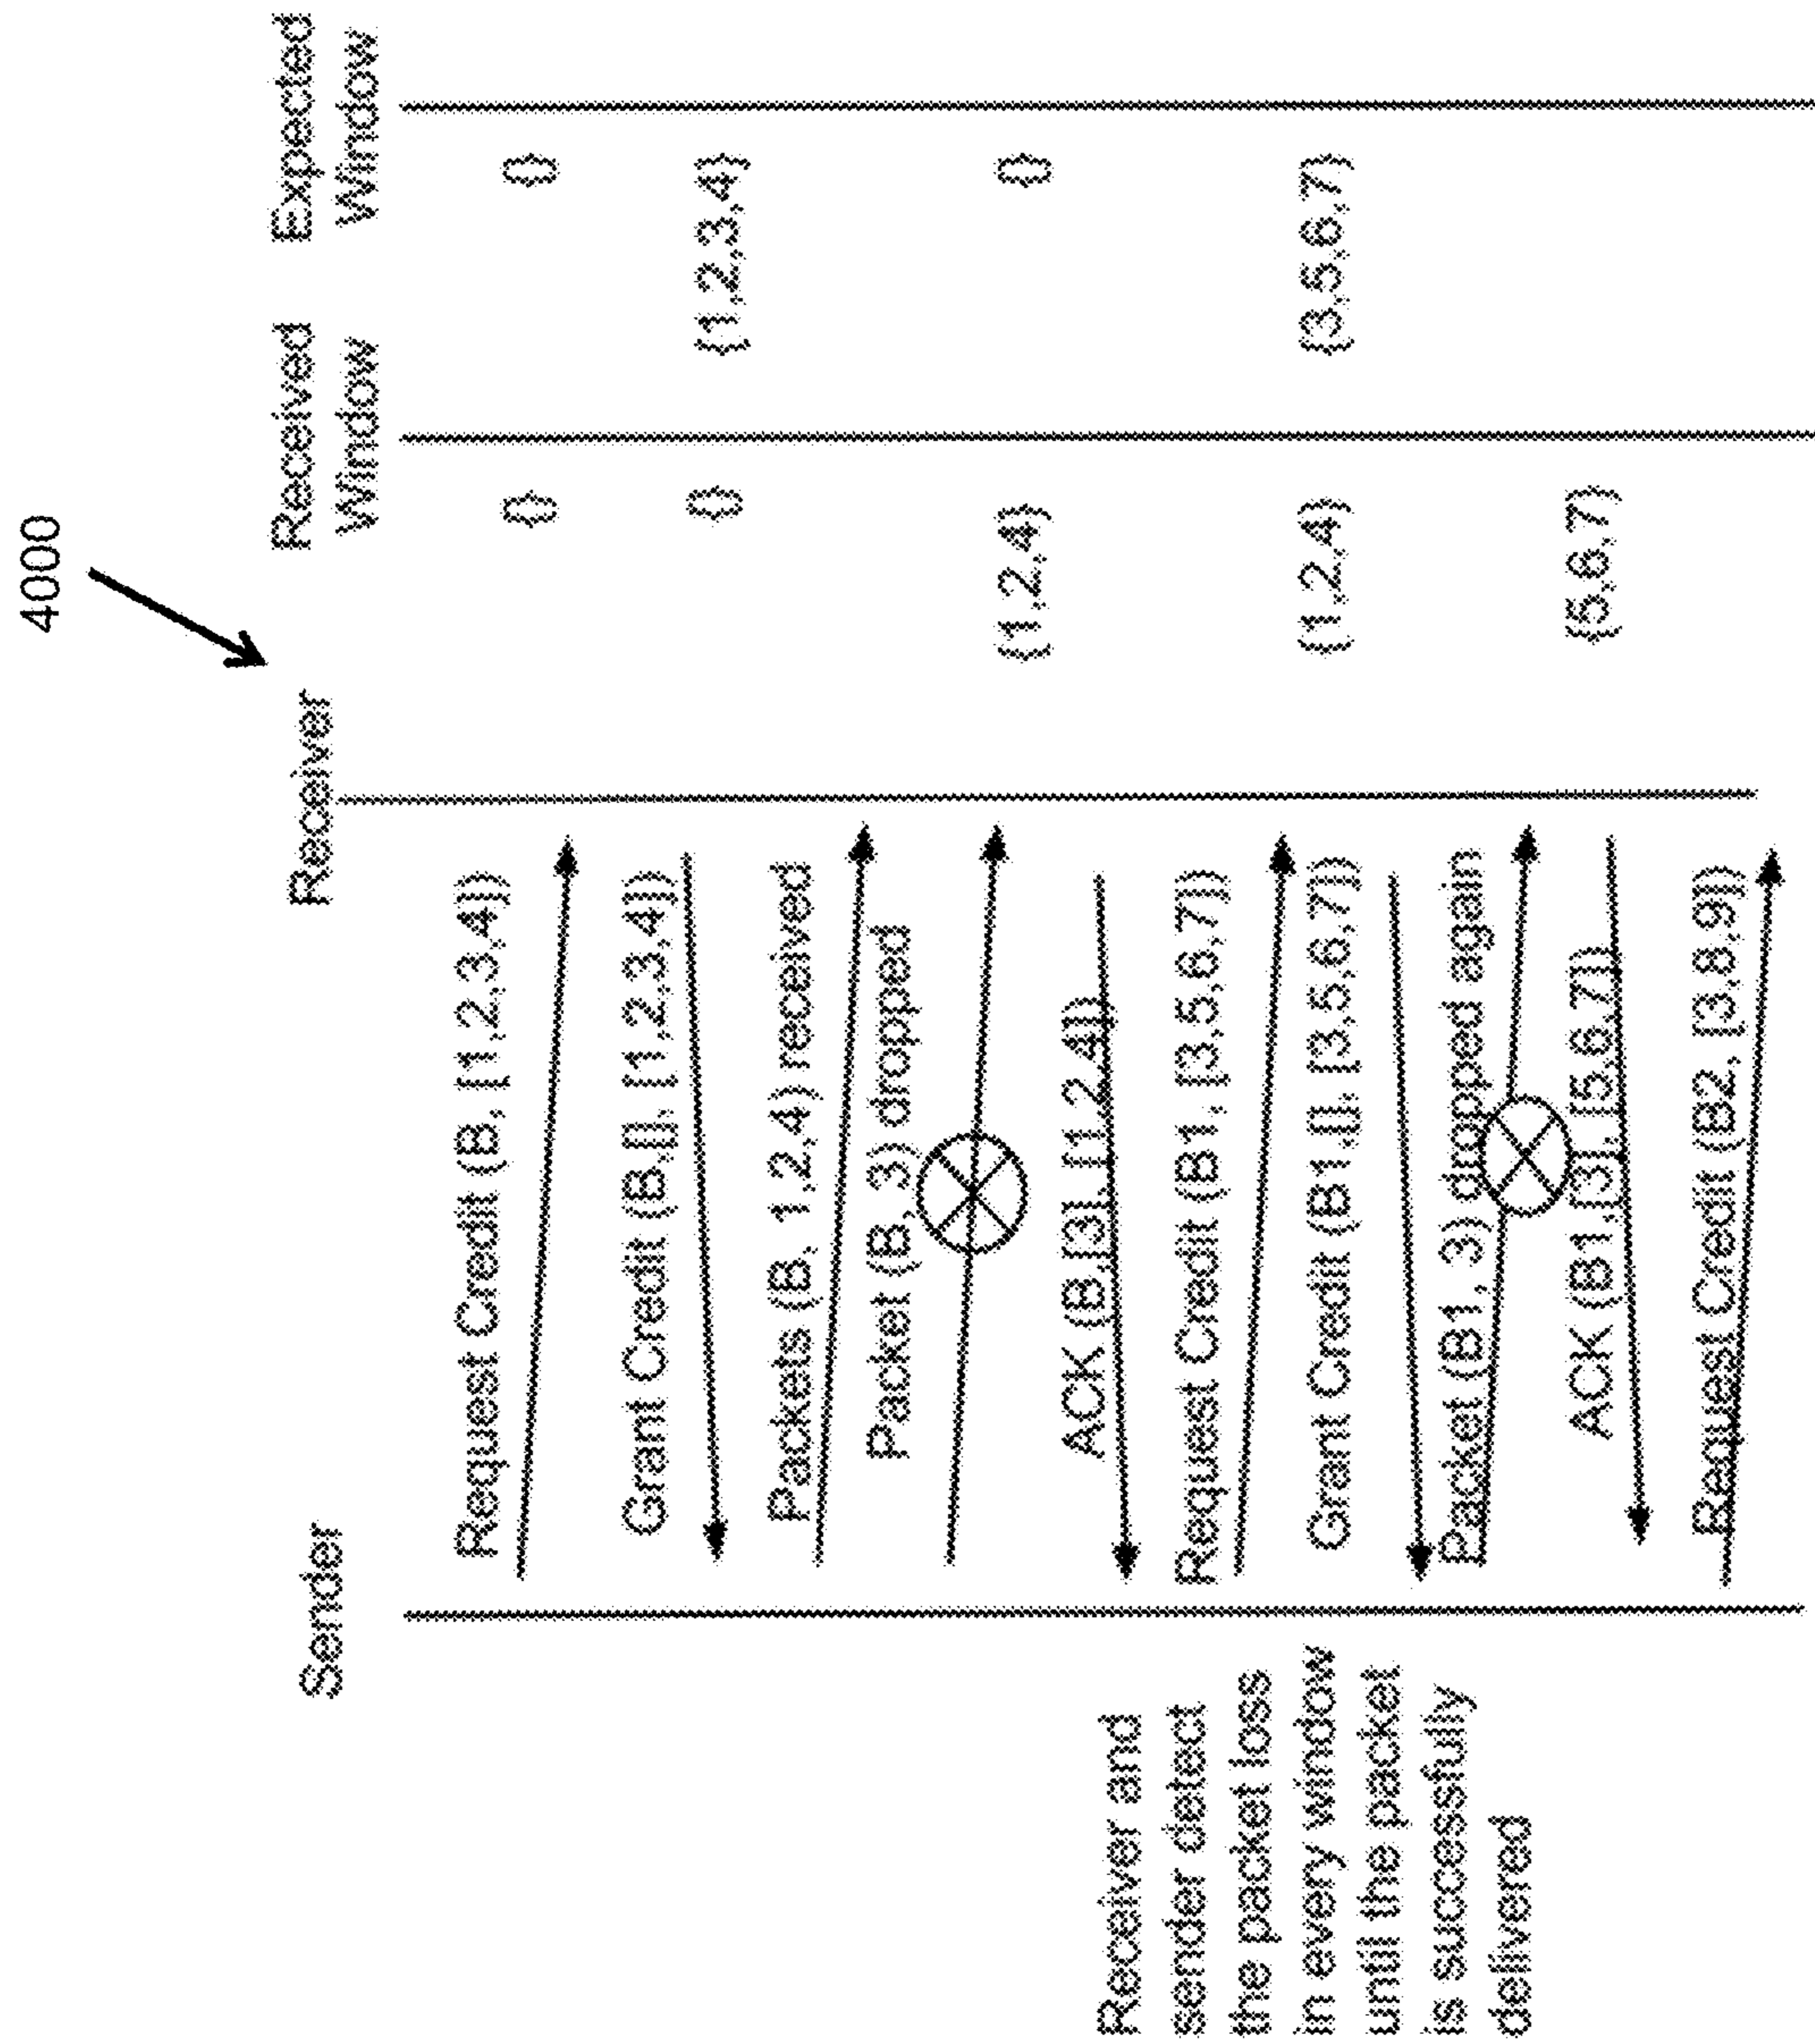 4000
Sender
Receiver
Received
Window
Expected
Window
Request Credit (B, [1,2,3,4])
{}
{}
Grant Credit (B,[], [1,2,3,4])
{}
{1,2,3,4}
Packets (B, 1,2,4) received
Packet (B, 3) dropped
{1,2,4}
{}
ACK (B,[3], [1,2,4])
Request Credit (B1, [3,5,6,7])
Grant Credit (B1,[], [3,5,6,7])
{1,2,4}
{3,5,6,7}
Packet (B1, 3) dropped again
ACK (B1,[3], [5,6,7])
{5,6,7}
Request Credit (B2, [3,8,9])
Receiver and
sender detect
the packet loss
in every window
until the packet
is successfully
delivered